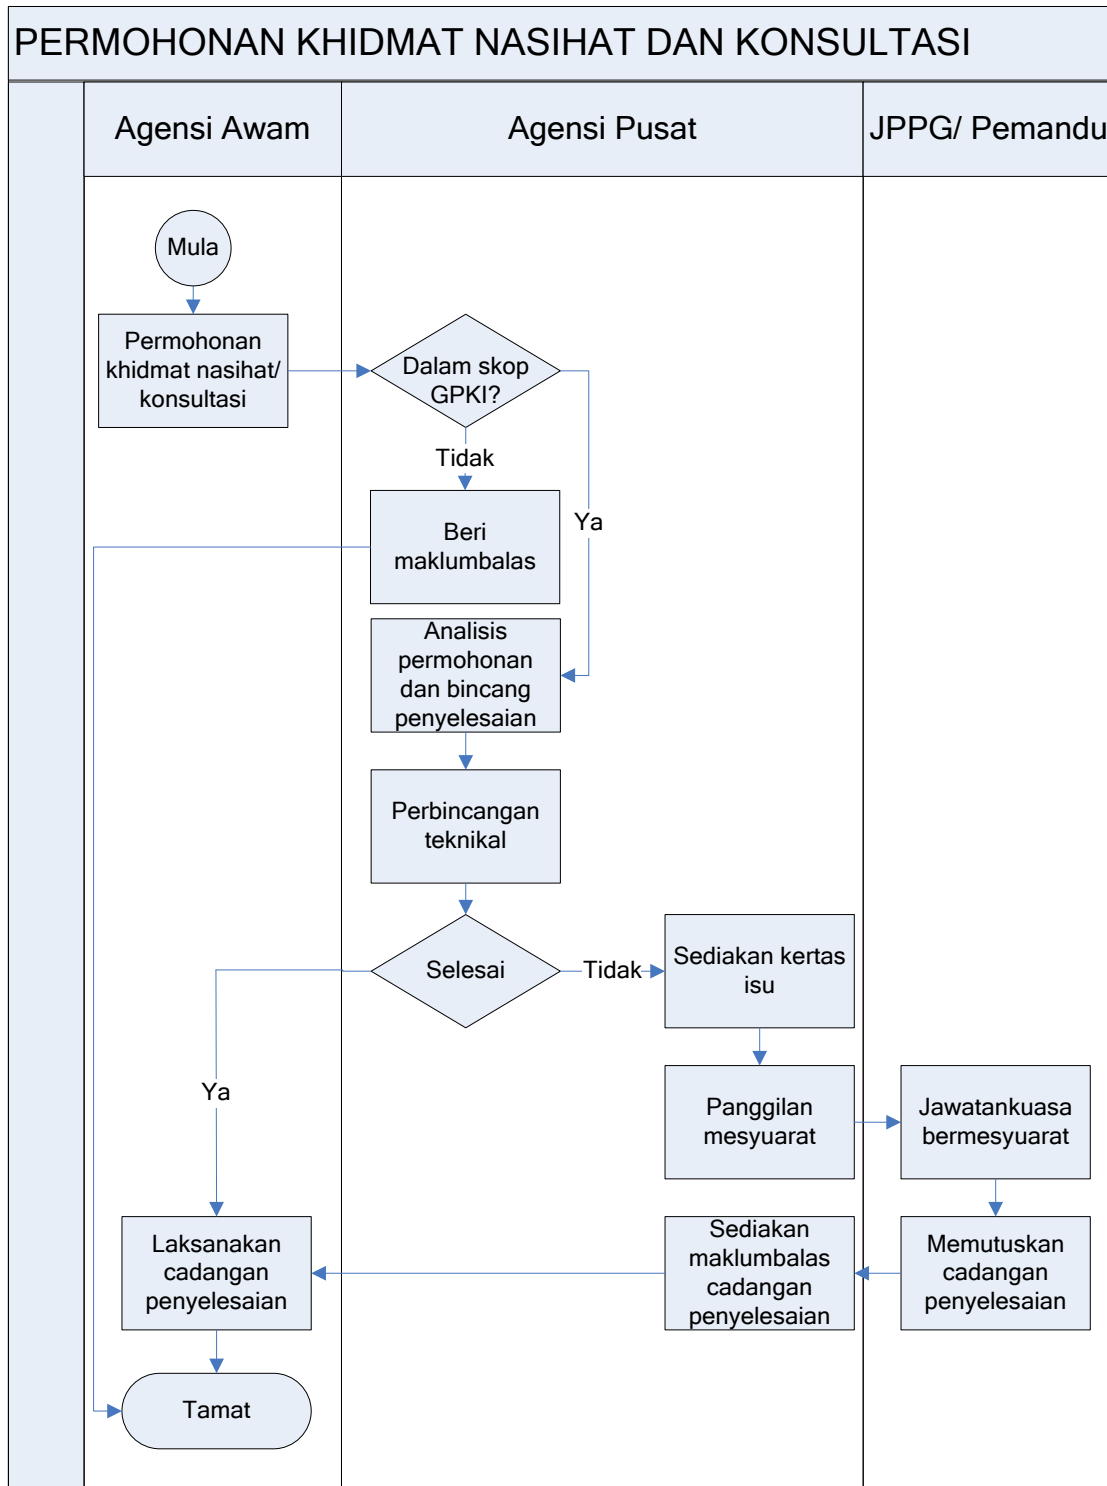 PERMOHONAN KHIDMAT NASIHAT DAN KONSULTASI
Agensi Awam
Agensi Pusat
JPPG/ Pemandu
Mula
Permohonan
khidmat nasihat/
konsultasi
Dalam skop
GPKI?
Tidak
Ya
Beri
maklumbalas
Analisis
permohonan
dan bincang
penyelesaian
Perbincangan
teknikal
Selesai
Tidak
Sediakan kertas
isu
Ya
Panggilan
mesyuarat
Jawatankuasa
bermesyuarat
Laksanakan
cadangan
penyelesaian
Sediakan
maklumbalas
cadangan
penyelesaian
Memutuskan
cadangan
penyelesaian
Tamat